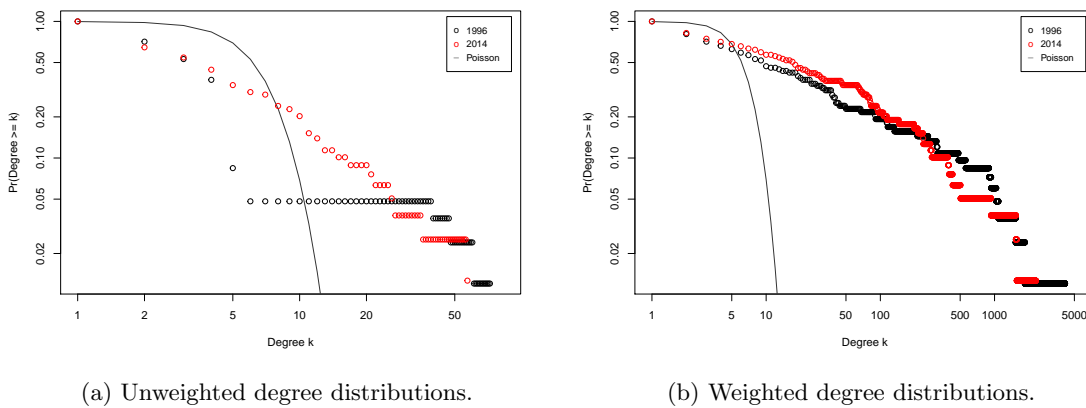 1.00
0.50
0.20
0.10
0.05
0.02
Pr(Degree >= k)
1 2 5 10 20 50
Degree k
1996
2014
Poisson
1.00
0.50
0.20
0.10
0.05
0.02
Pr(Degree >= k)
1 5 10 50 100 500 1000 5000
Degree k
1996
2014
Poisson
(a) Unweighted degree distributions.
(b) Weighted degree distributions.